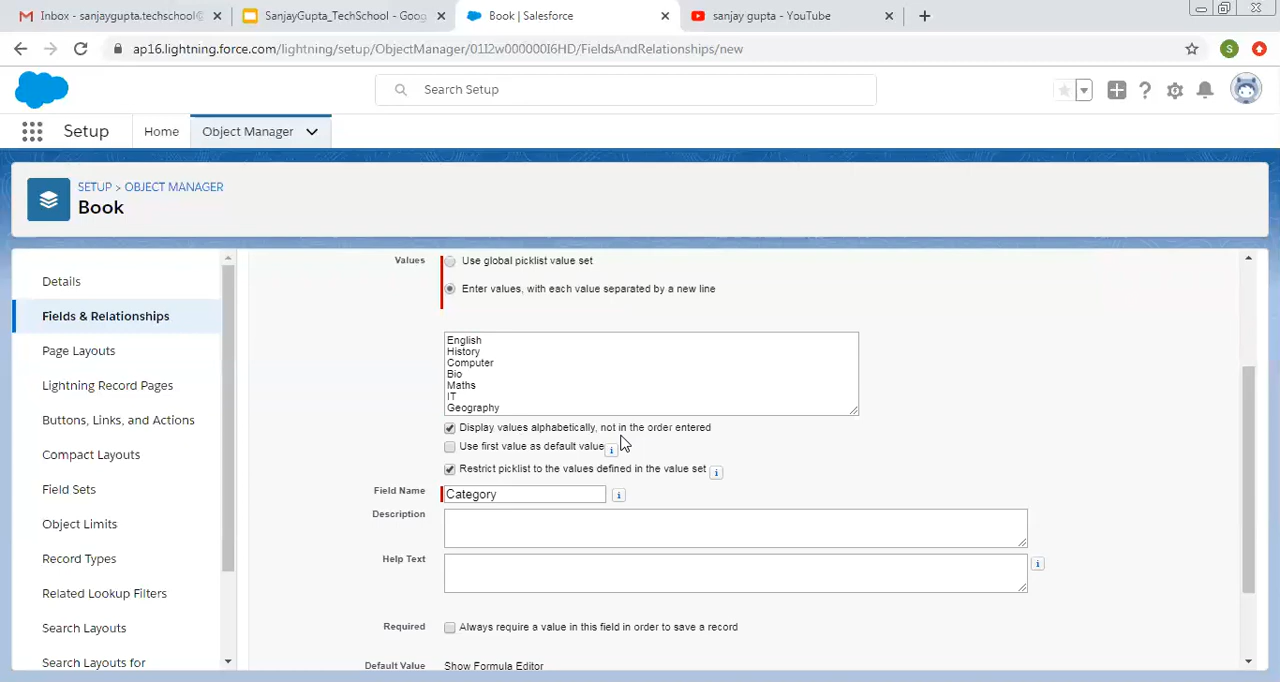 Inbox - sanjaygupta.techschool@
SanjayGupta_TechSchool - Goog
Book | Salesforce
sanjay gupta - YouTube
ap16.lightning.force.com/lightning/setup/ObjectManager/01I2w000000I6HD/FieldsAndRelationships/new
S
Search Setup
Setup
Home
Object Manager
SETUP > OBJECT MANAGER
Book
Details
Fields & Relationships
Page Layouts
Lightning Record Pages
Buttons, Links, and Actions
Compact Layouts
Field Sets
Object Limits
Record Types
Related Lookup Filters
Search Layouts
Search Layouts for
Values
Use global picklist value set
Enter values, with each value separated by a new line
English
History
Computer
Bio
Maths
IT
Geography
Display values alphabetically, not in the order entered
Use first value as default value
Restrict picklist to the values defined in the value set
Field Name
Category
Description
Help Text
Required
Always require a value in this field in order to save a record
Default Value
Show Formula Editor